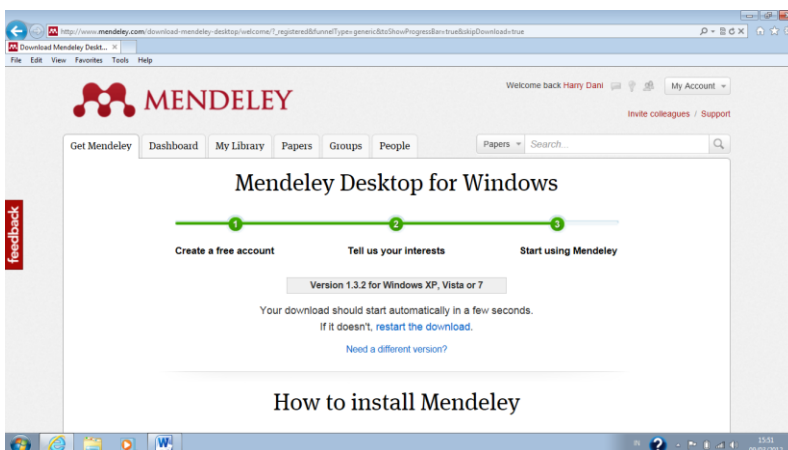 http://www.mendeley.com/download-mendeley-desktop/welcome/?_registered&funnelType=generic&toShowProgressBar=true&skipDownload=true
Download Mendeley Deskt...
File Edit View Favorites Tools Help
Welcome back Harry Dani My Account
MENDELEY
Invite colleagues / Support
Get Mendeley Dashboard My Library Papers Groups People Papers Search...
Mendeley Desktop for Windows
1 2 3
Create a free account Tell us your interests Start using Mendeley
feedback
Version 1.3.2 for Windows XP, Vista or 7
Your download should start automatically in a few seconds.
If it doesn't, restart the download.
Need a different version?
How to install Mendeley
15:51